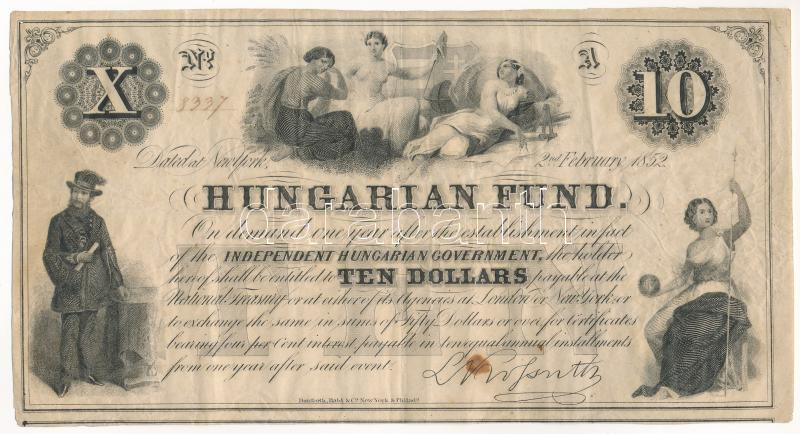 X
No.
8337
A
10
Dated at New York, 2nd February 1852.
HUNGARIAN FUND.
On demand one year after the establishment in fact
of the INDEPENDENT HUNGARIAN GOVERNMENT, the holder
hereof shall be entitled to TEN DOLLARS payable at the
National Treasury or at either of its Agencies at London or New York; or
to exchange the same in sums of Fifty Dollars or over for Certificates
bearing four per Cent interest, payable in ten equal annual installments
from one year after said event.
L Kossuth
Danforth, Bald & Co. New York & Philada.
darabanth